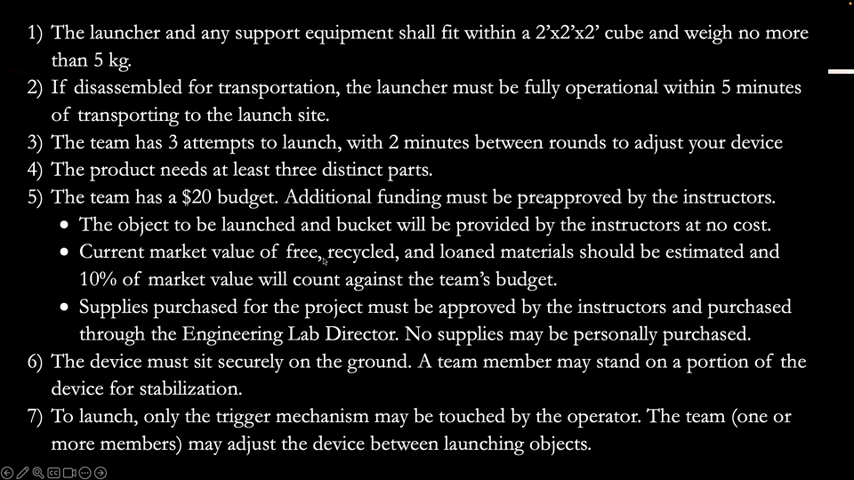 1) The launcher and any support equipment shall fit within a 2’x2’x2’ cube and weigh no more
than 5 kg.
2) If disassembled for transportation, the launcher must be fully operational within 5 minutes
of transporting to the launch site.
3) The team has 3 attempts to launch, with 2 minutes between rounds to adjust your device
4) The product needs at least three distinct parts.
5) The team has a $20 budget. Additional funding must be preapproved by the instructors.
• The object to be launched and bucket will be provided by the instructors at no cost.
• Current market value of free, recycled, and loaned materials should be estimated and
10% of market value will count against the team’s budget.
• Supplies purchased for the project must be approved by the instructors and purchased
through the Engineering Lab Director. No supplies may be personally purchased.
6) The device must sit securely on the ground. A team member may stand on a portion of the
device for stabilization.
7) To launch, only the trigger mechanism may be touched by the operator. The team (one or
more members) may adjust the device between launching objects.